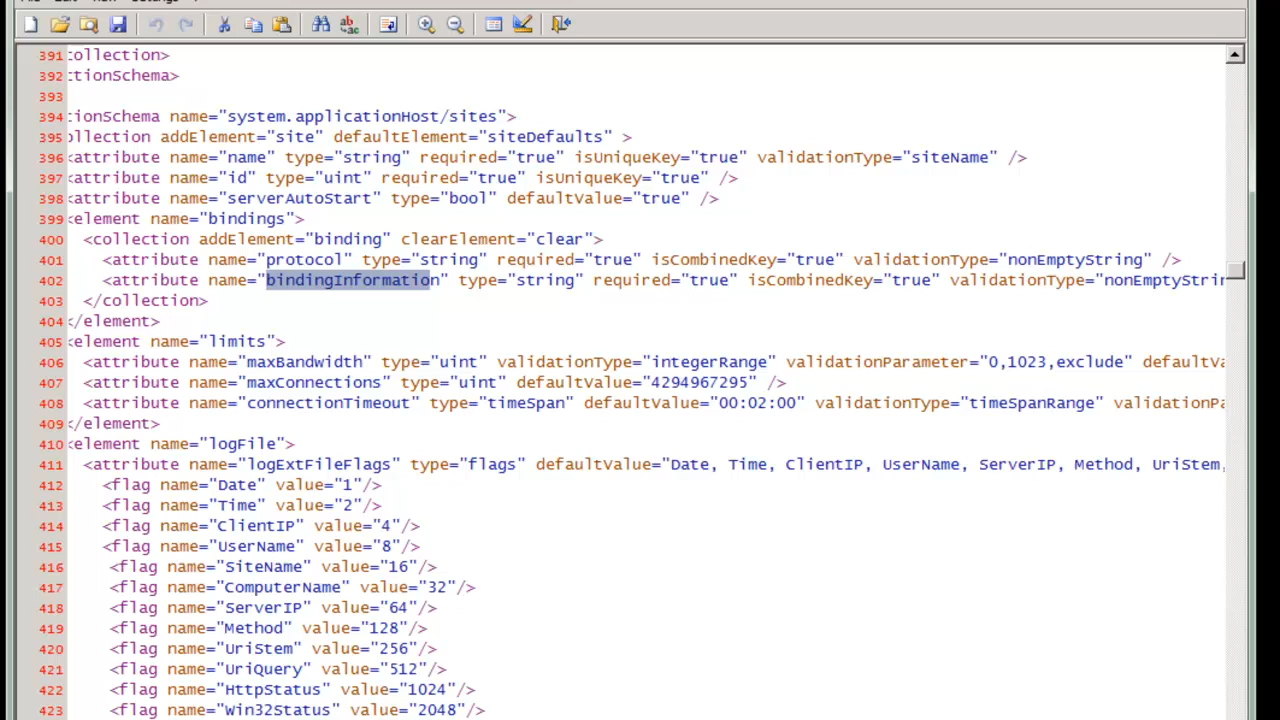 391 collection>
392 ctionSchema>
393
394 tionSchema name="system.applicationHost/sites">
395 ollection addElement="site" defaultElement="siteDefaults" >
396 <attribute name="name" type="string" required="true" isUniqueKey="true" validationType="siteName" />
397 <attribute name="id" type="uint" required="true" isUniqueKey="true" />
398 <attribute name="serverAutoStart" type="bool" defaultValue="true" />
399 <element name="bindings">
400 <collection addElement="binding" clearElement="clear">
401 <attribute name="protocol" type="string" required="true" isCombinedKey="true" validationType="nonEmptyString" />
402 <attribute name="bindingInformation" type="string" required="true" isCombinedKey="true" validationType="nonEmptyStrin
403 </collection>
404 </element>
405 <element name="limits">
406 <attribute name="maxBandwidth" type="uint" validationType="integerRange" validationParameter="0,1023,exclude" defaultVa
407 <attribute name="maxConnections" type="uint" defaultValue="4294967295" />
408 <attribute name="connectionTimeout" type="timeSpan" defaultValue="00:02:00" validationType="timeSpanRange" validationPa
409 </element>
410 <element name="logFile">
411 <attribute name="logExtFileFlags" type="flags" defaultValue="Date, Time, ClientIP, UserName, ServerIP, Method, UriStem,
412 <flag name="Date" value="1"/>
413 <flag name="Time" value="2"/>
414 <flag name="ClientIP" value="4"/>
415 <flag name="UserName" value="8"/>
416 <flag name="SiteName" value="16"/>
417 <flag name="ComputerName" value="32"/>
418 <flag name="ServerIP" value="64"/>
419 <flag name="Method" value="128"/>
420 <flag name="UriStem" value="256"/>
421 <flag name="UriQuery" value="512"/>
422 <flag name="HttpStatus" value="1024"/>
423 <flag name="Win32Status" value="2048"/>